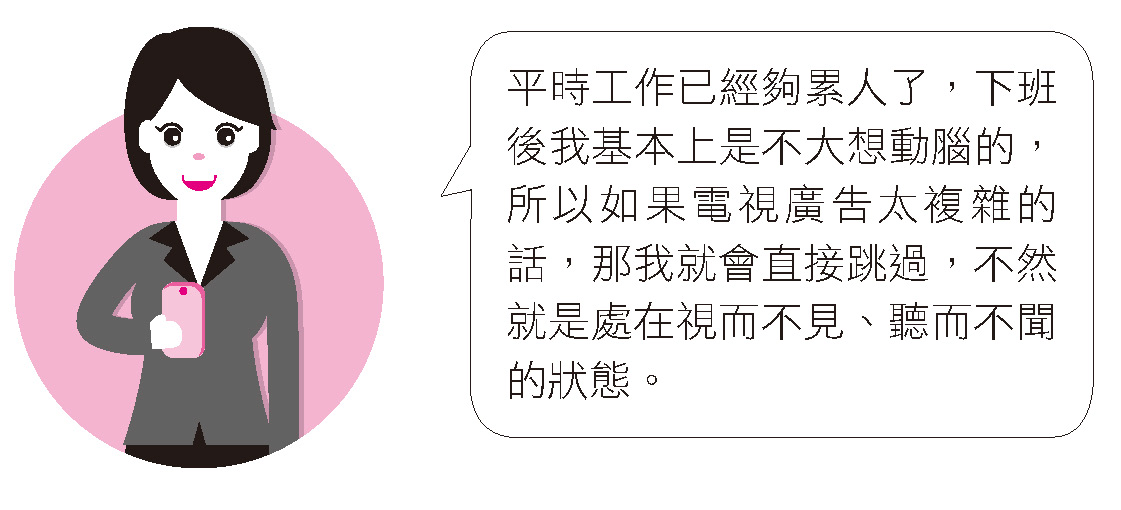 平時工作已經夠累人了，下班
後我基本上是不大想動腦的，
所以如果電視廣告太複雜的
話，那我就會直接跳過，不然
就是處在視而不見、聽而不聞
的狀態。